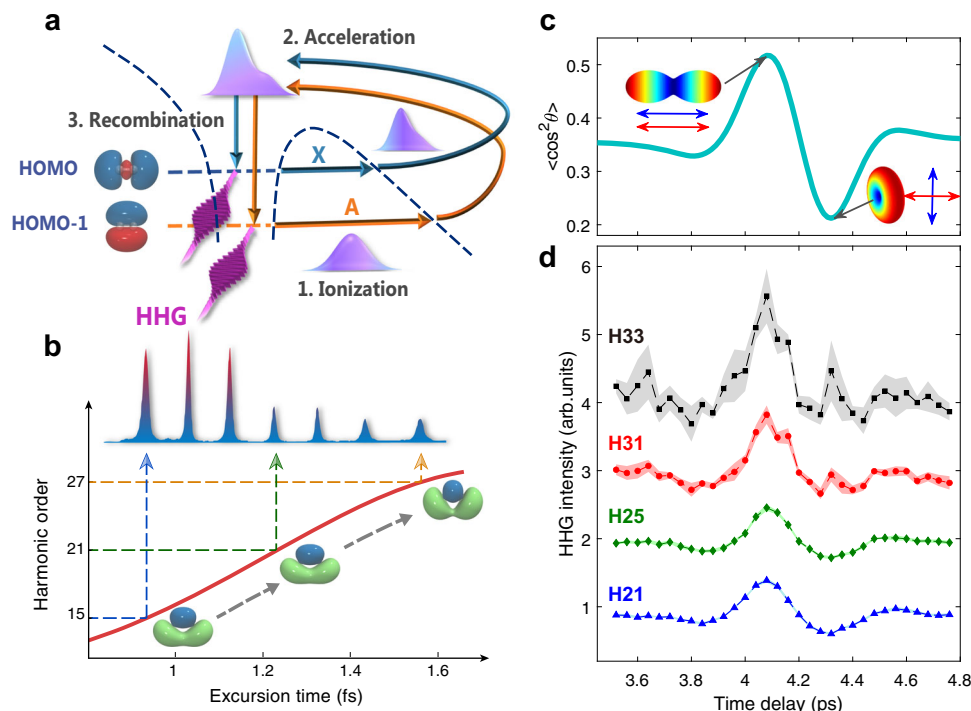 a
2. Acceleration
3. Recombination
HOMO
X
HOMO-1
A
1. Ionization
HHG
b
Harmonic order
27
21
15
1
1.2
1.4
1.6
Excursion time (fs)
c
<cos²θ>
0.5
0.4
0.3
0.2
d
HHG intensity (arb.units)
6
5
4
3
2
1
H33
H31
H25
H21
3.6
3.8
4
4.2
4.4
4.6
4.8
Time delay (ps)